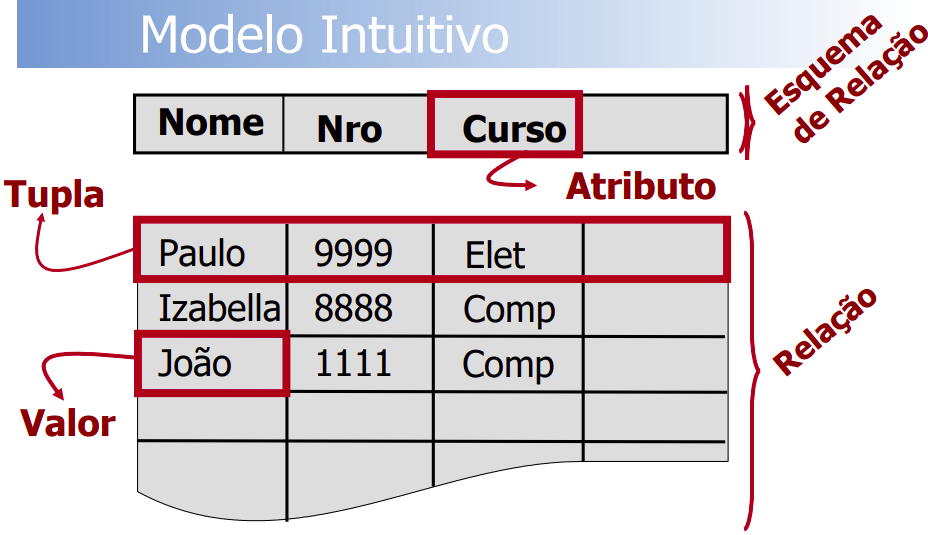 Modelo Intuitivo
Esquema
de Relação
Nome Nro Curso
Atributo
Tupla
Paulo 9999 Elet
Izabella 8888 Comp
João 1111 Comp
Relação
Valor